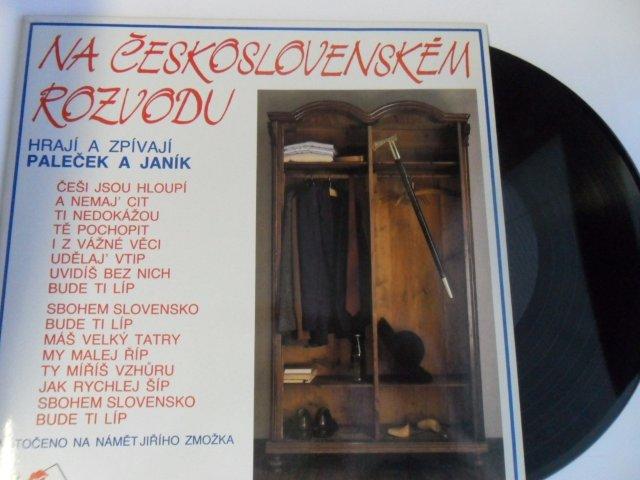 NA ČESKOSLOVENSKÉM
ROZVODU
HRAJÍ A ZPÍVAJÍ
PALEČEK A JANÍK
ČEŠI JSOU HLOUPÍ
A NEMAJ' CIT
TI NEDOKÁŽOU
TĚ POCHOPIT
I Z VÁŽNÉ VĚCI
UDĚLAJ' VTIP
UVIDÍŠ BEZ NICH
BUDE TI LÍP
SBOHEM SLOVENSKO
BUDE TI LÍP
MÁŠ VELKÝ TATRY
MY MALEJ ŘÍP
TY MÍŘÍŠ VZHŮRU
JAK RYCHLEJ ŠÍP
SBOHEM SLOVENSKO
BUDE TI LÍP
TOČENO NA NÁMĚT JIŘÍHO ZMOŽKA